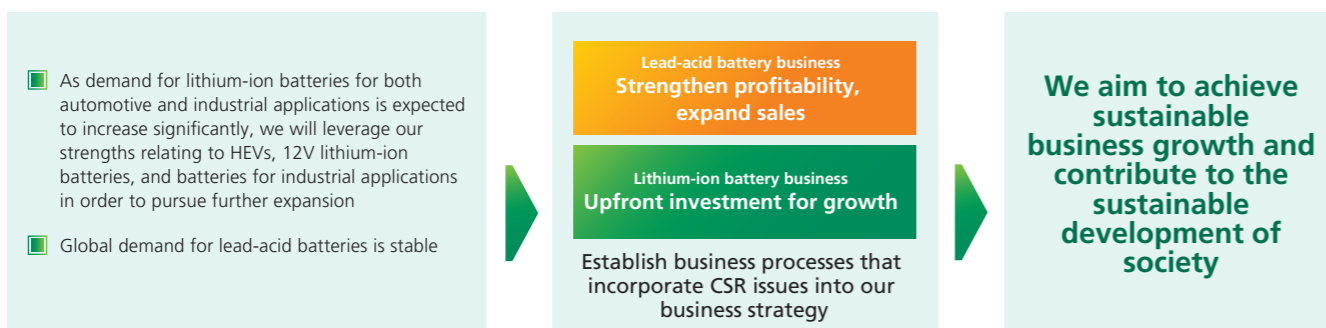 As demand for lithium-ion batteries for both
automotive and industrial applications is expected
to increase significantly, we will leverage our
strengths relating to HEVs, 12V lithium-ion
batteries, and batteries for industrial applications
in order to pursue further expansion
Global demand for lead-acid batteries is stable
Lead-acid battery business
Strengthen profitability,
expand sales
Lithium-ion battery business
Upfront investment for growth
Establish business processes that
incorporate CSR issues into our
business strategy
We aim to achieve
sustainable
business growth and
contribute to the
sustainable
development of
society